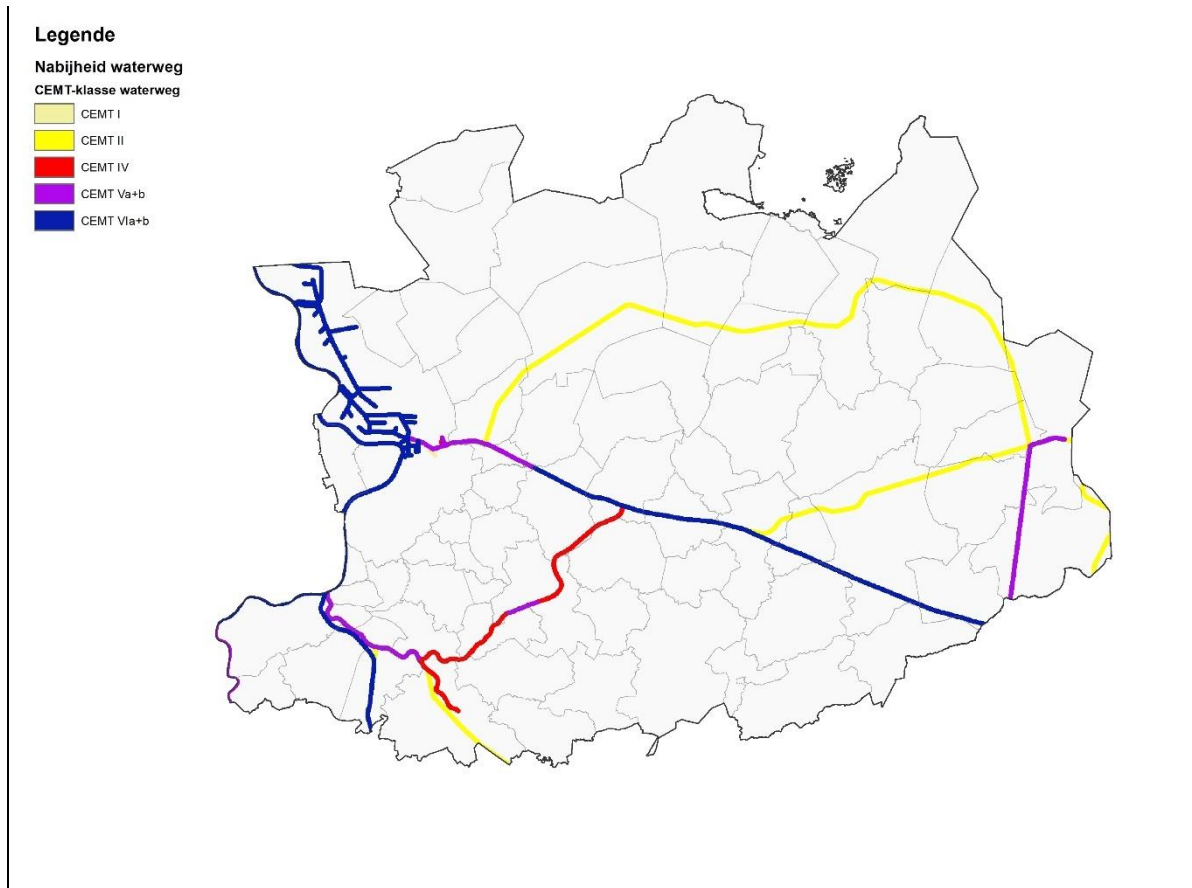 Legende
Nabijheid waterweg
CEMT-klasse waterweg
CEMT I
CEMT II
CEMT IV
CEMT Va+b
CEMT VIa+b